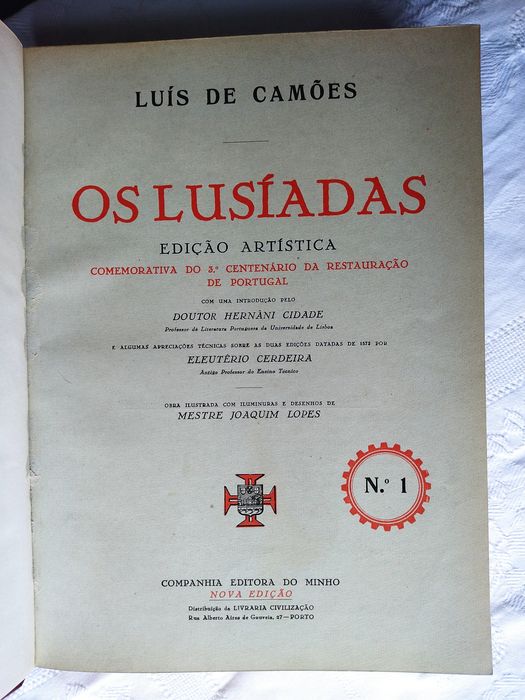 LUÍS DE CAMÕES
OS LUSÍADAS
EDIÇÃO ARTÍSTICA
COMEMORATIVA DO 3.º CENTENÁRIO DA RESTAURAÇÃO
DE PORTUGAL
COM UMA INTRODUÇÃO PELO
DOUTOR HERNÂNI CIDADE
Professor de Literatura Portuguesa da Universidade de Lisboa
E ALGUMAS APRECIAÇÕES TÉCNICAS SOBRE AS DUAS EDIÇÕES DATADAS DE 1572 POR
ELEUTÉRIO CERDEIRA
Antigo Professor do Ensino Técnico
OBRA ILUSTRADA COM ILUMINURAS E DESENHOS DE
MESTRE JOAQUIM LOPES
N.º 1
COMPANHIA EDITORA DO MINHO
NOVA EDIÇÃO
Distribuïção da LIVRARIA CIVILIZAÇÃO
Rua Alberto Aires de Gouveia, 27—PORTO